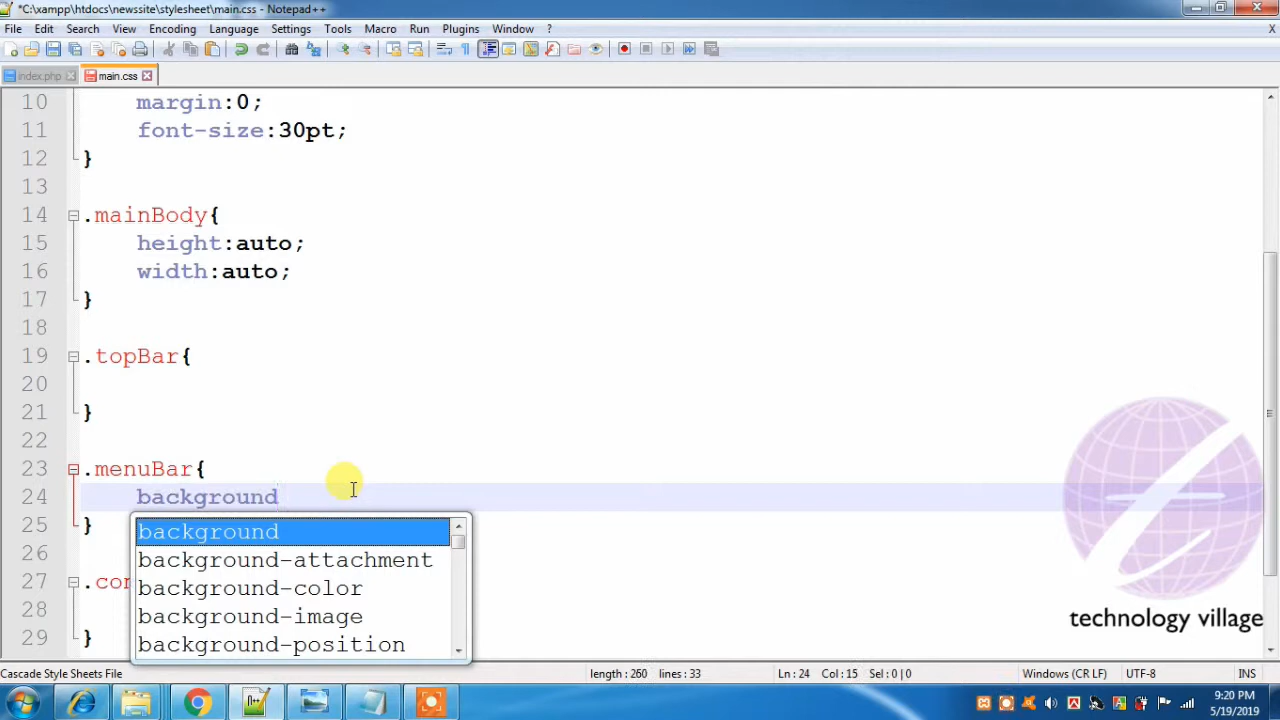 *C:\xampp\htdocs\newssite\stylesheet\main.css - Notepad++
File Edit Search View Encoding Language Settings Tools Macro Run Plugins Window ? X
index.php main.css
10 margin:0;
11 font-size:30pt;
12 }
13
14 .mainBody{
15 height:auto;
16 width:auto;
17 }
18
19 .topBar{
20
21 }
22
23 .menuBar{
24 background
25 }
background
26
background-attachment
27 .con
background-color
28
background-image
29 }
background-position
technology village
Cascade Style Sheets File length : 260 lines : 33 Ln : 24 Col : 15 Sel : 0 | 0 Windows (CR LF) UTF-8 INS
9:20 PM
5/19/2019